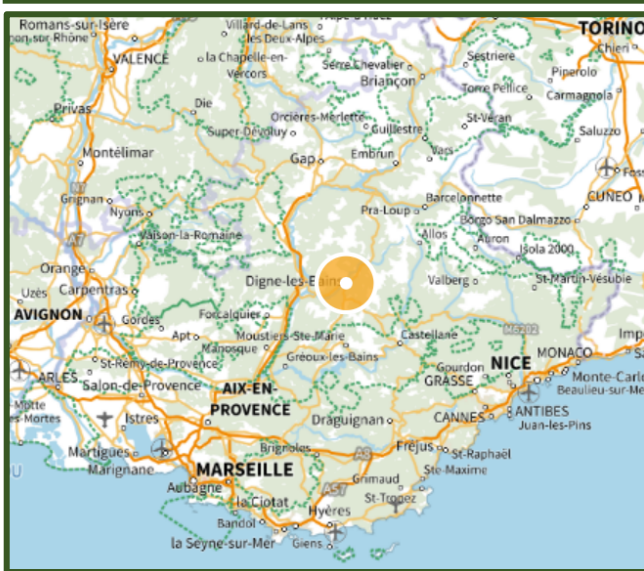 Romans-sur-Isère
Villard-de-Lans
TORINO
les Deux-Alpes
Chieri
VALENCE
la Chapelle-en-
Vercors
Serre Chevalier
Sestriere
Briançon
Pinerolo
Torre Pellice
Carmagnola
Privas
Die
Orcières-Merlette
Super-Dévoluy
Guillestre
St-Véran
Saluzzo
Montélimar
Gap
Embrun
Vars
N7
Grignan
Barcelonnette
CUNEO
Nyons
Pra-Loup
Borgo San Dalmazzo
Vaison-la-Romaine
Allos
Auron
A7
Isola 2000
Orange
Digne-les-Bains
Valberg
St-Martin-Vésubie
Uzès
Carpentras
AVIGNON
Gordes
Forcalquier
M6202
Apt
Moustiers-Ste-Marie
Castellane
Manosque
MONACO
St-Rémy-de-Provence
Gréoux-les-Bains
Gourdon
NICE
ARLES
Salon-de-Provence
AIX-EN-
PROVENCE
GRASSE
Monte-Carlo
Beaulieu-sur-Me
Istres
Draguignan
CANNES
ANTIBES
Juan-les-Pins
Martigues
Brignoles
A8
Fréjus
St-Raphaël
Marignane
MARSEILLE
Ste-Maxime
Aubagne
A57
Grimaud
St-Tropez
la Ciotat
Hyères
Bandol
la Seyne-sur-Mer
Giens